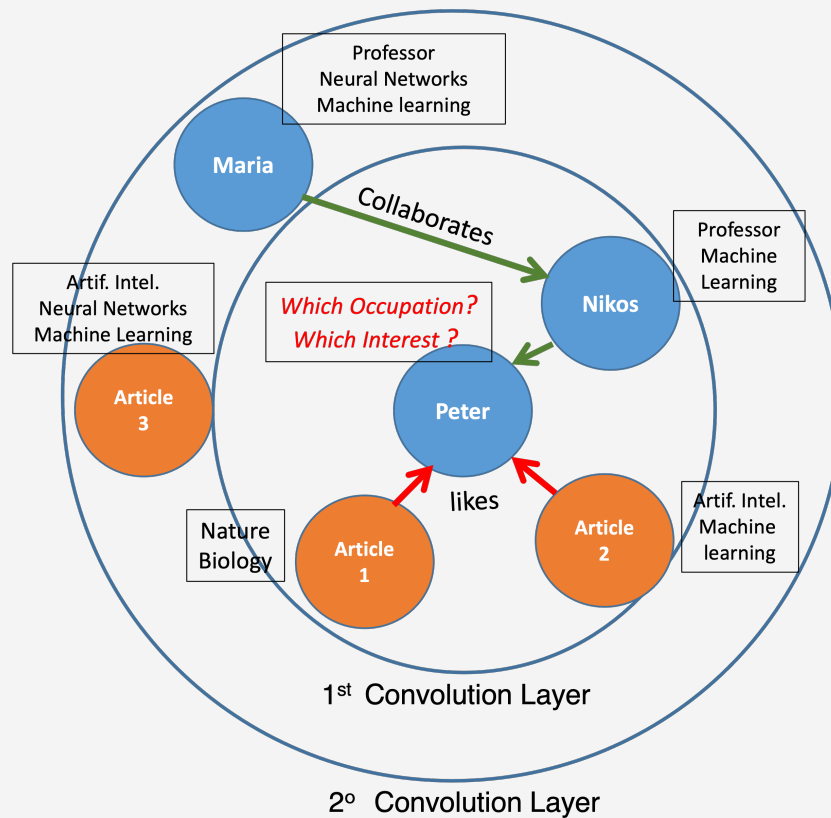 Professor
Neural Networks
Machine learning
Maria
Collaborates
Professor
Machine
Learning
Artif. Intel.
Neural Networks
Machine Learning
Nikos
Which Occupation?
Which Interest ?
Article
3
Peter
likes
Nature
Biology
Article
1
Article
2
Artif. Intel.
Machine
learning
1st Convolution Layer
2º Convolution Layer